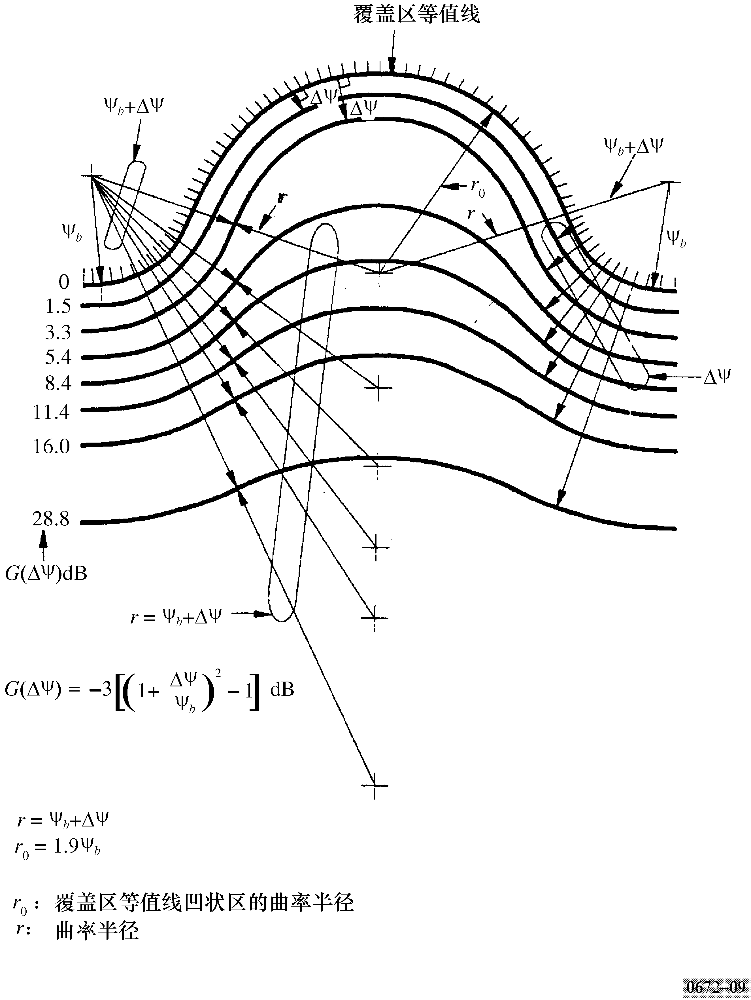 覆盖区等值线
Ψb+ΔΨ
ΔΨ
ΔΨ
Ψb+ΔΨ
r0
r
r
Ψb
Ψb
0
1.5
3.3
5.4
8.4
11.4
16.0
28.8
ΔΨ
G(ΔΨ)dB
r = Ψb+ΔΨ
G(ΔΨ) = −3[(1+ ΔΨ/Ψb)² − 1] dB
r = Ψb+ΔΨ
r0 = 1.9Ψb
r0： 覆盖区等值线凹状区的曲率半径
r： 曲率半径
0672-09